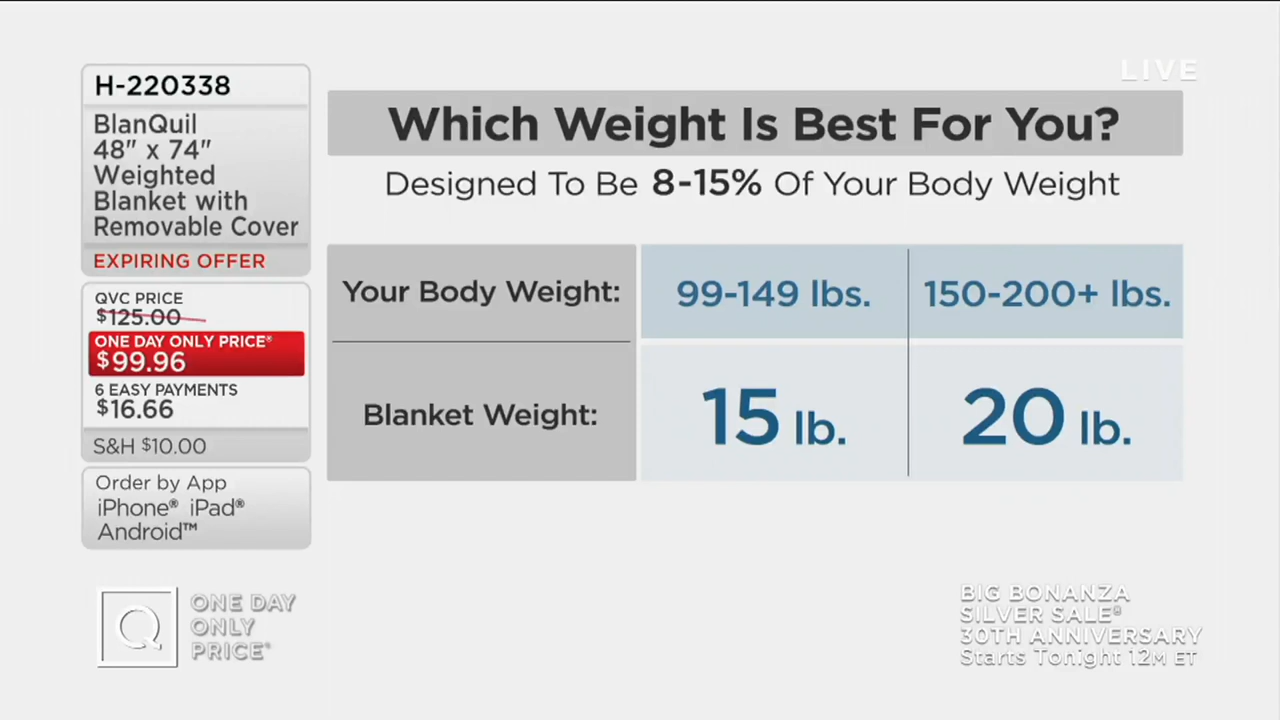 LIVE
H-220338
BlanQuil
48" x 74"
Weighted
Blanket with
Removable Cover
EXPIRING OFFER
QVC PRICE
$125.00
ONE DAY ONLY PRICE®
$99.96
6 EASY PAYMENTS
$16.66
S&H $10.00
Order by App
iPhone® iPad®
Android™
Which Weight Is Best For You?
Designed To Be 8-15% Of Your Body Weight
Your Body Weight: 99-149 lbs. 150-200+ lbs.
Blanket Weight: 15 lb. 20 lb.
Q
ONE DAY
ONLY
PRICE®
BIG BONANZA
SILVER SALE®
30TH ANNIVERSARY
Starts Tonight 12M ET